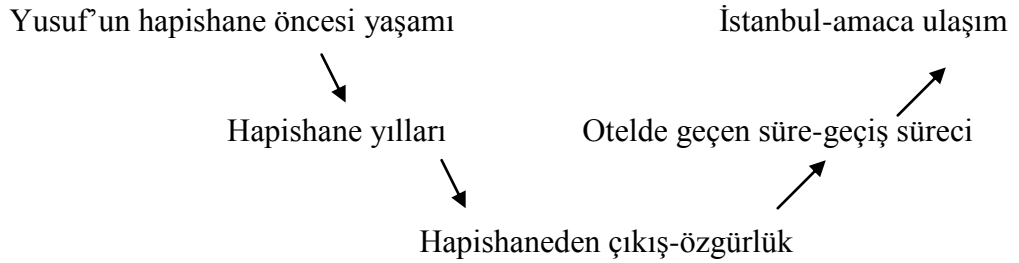 Yusuf’un hapishane öncesi yaşamı
İstanbul-amaca ulaşım
Hapishane yılları
Otelde geçen süre-geçiş süreci
Hapishaneden çıkış-özgürlük